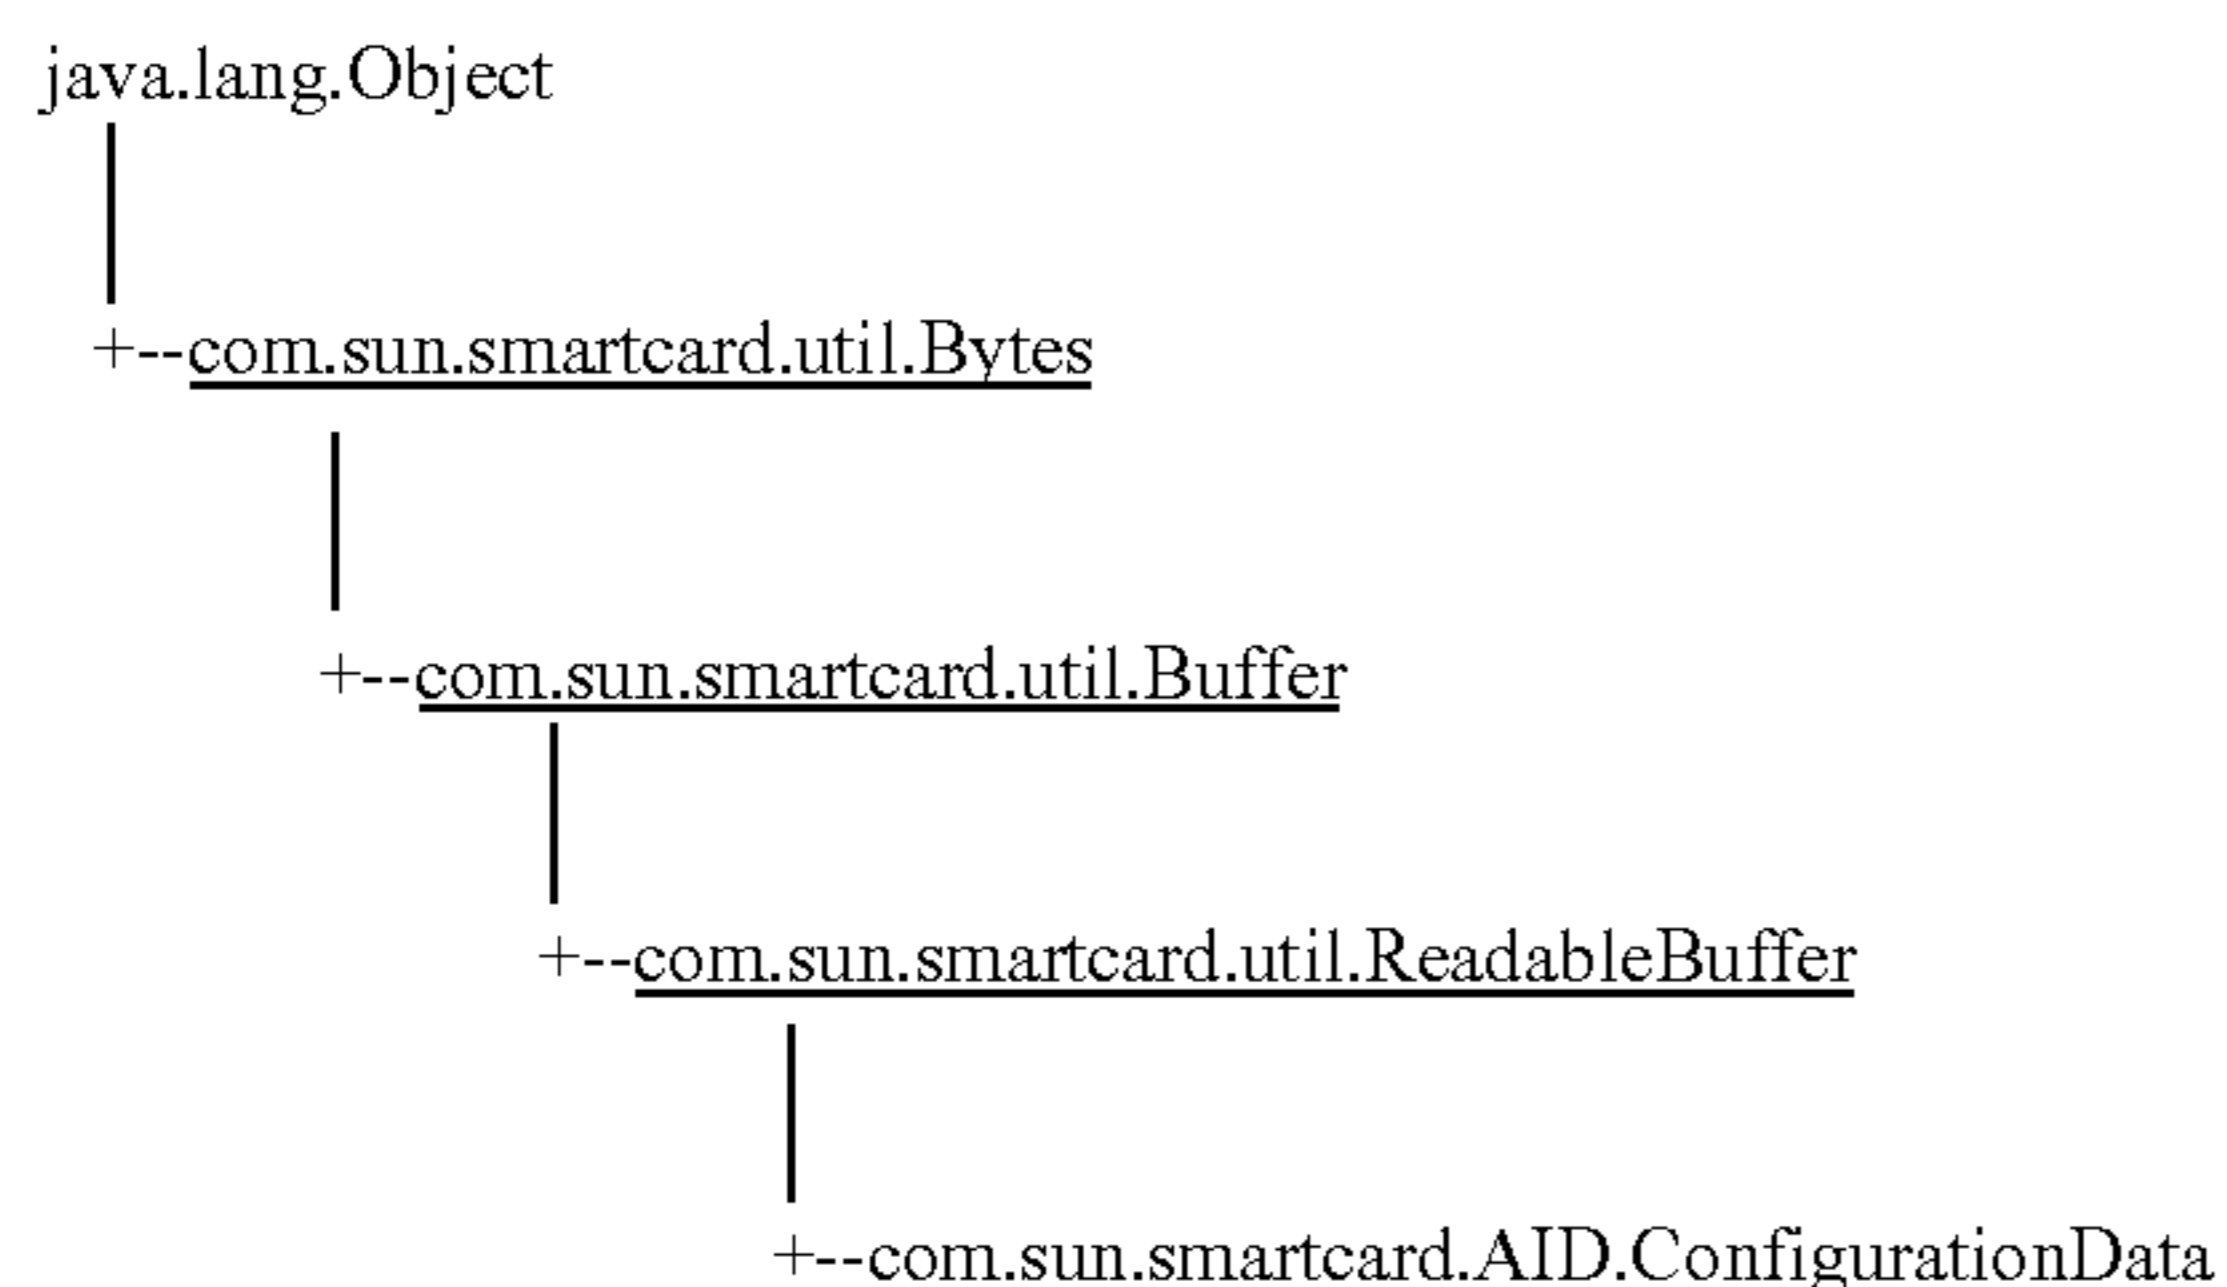 java.lang.Object
+--com.sun.smartcard.util.Bytes
+--com.sun.smartcard.util.Buffer
+--com.sun.smartcard.util.ReadableBuffer
+--com.sun.smartcard.AID.ConfigurationData